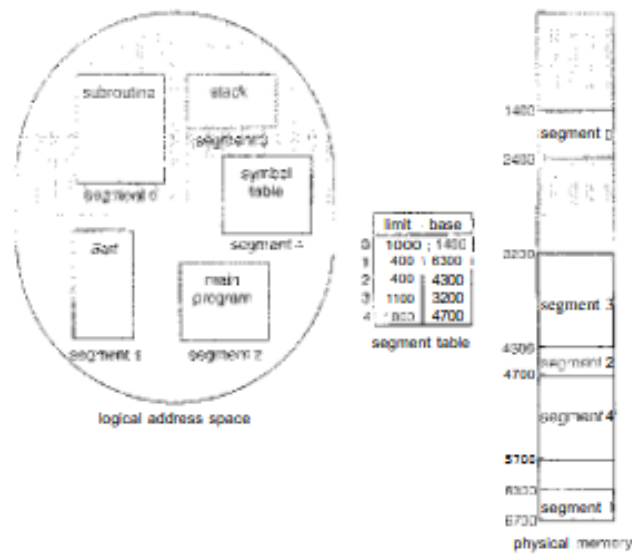 subroutine
stack
segment 3
segment 0
symbol
table
segment 4
Sqrt
main
program
segment 1
segment 2
logical address space
limit base
0 1000 1400
1 400 6300
2 400 4300
3 1100 3200
4 1000 4700
segment table
1400
segment 0
2400
3200
segment 3
4300
segment 2
4700
segment 4
5700
6300
segment 1
6700
physical memory